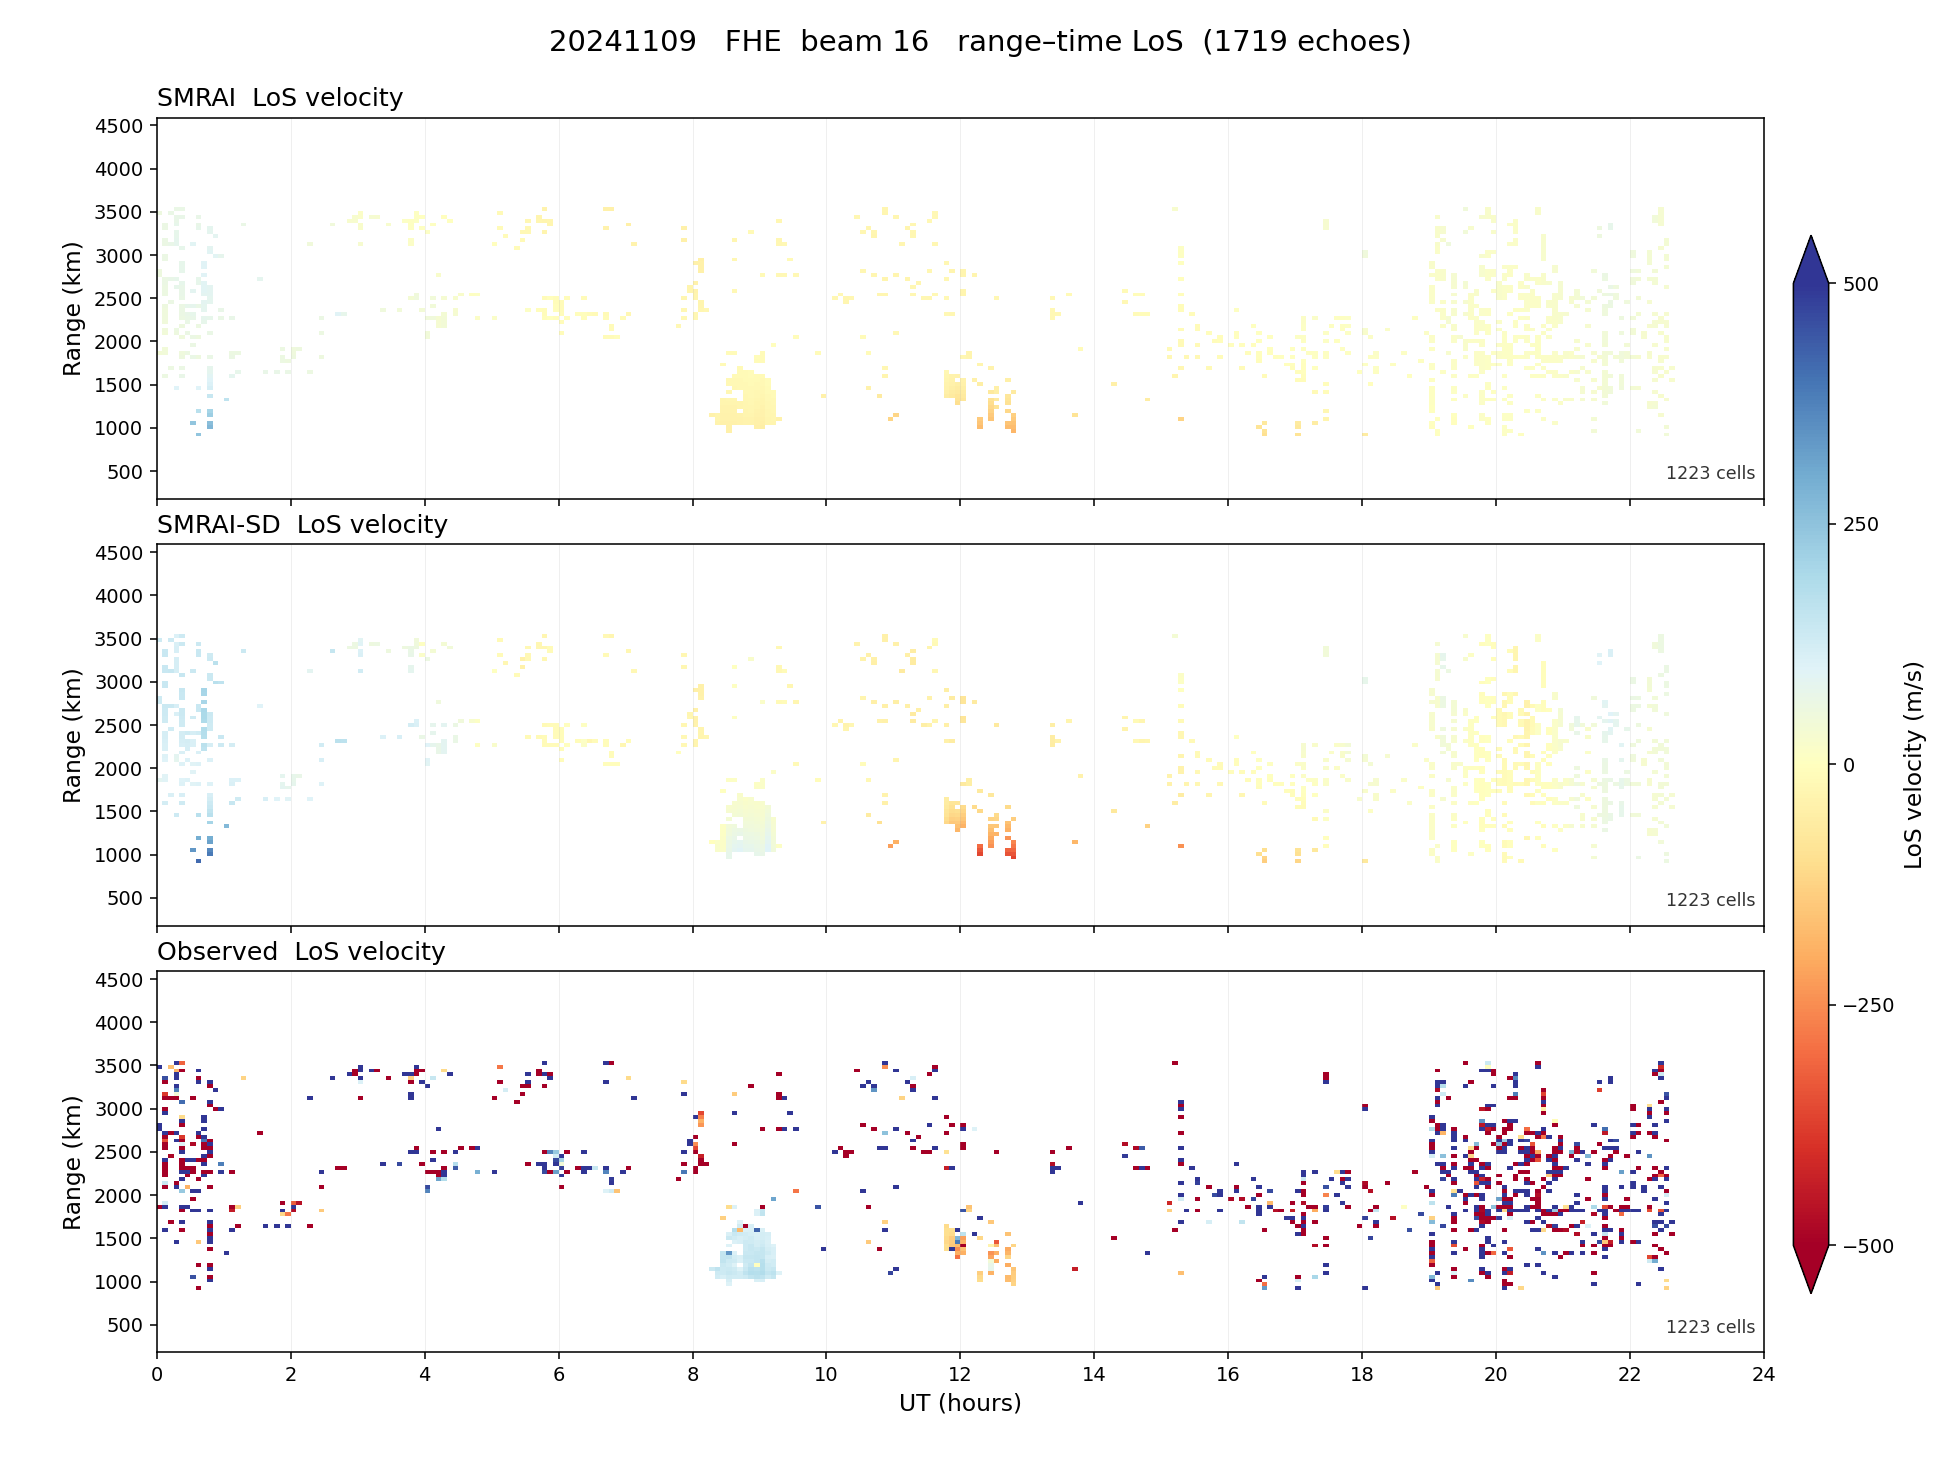 20241109   FHE  beam 16   range–time LoS  (1719 echoes)
SMRAI  LoS velocity
4500
4000
3500
3000
2500
2000
1500
1000
500
Range (km)
1223 cells
SMRAI-SD  LoS velocity
4500
4000
3500
3000
2500
2000
1500
1000
500
Range (km)
1223 cells
Observed  LoS velocity
4500
4000
3500
3000
2500
2000
1500
1000
500
Range (km)
1223 cells
0 2 4 6 8 10 12 14 16 18 20 22 24
UT (hours)
500
250
0
−250
−500
LoS velocity (m/s)